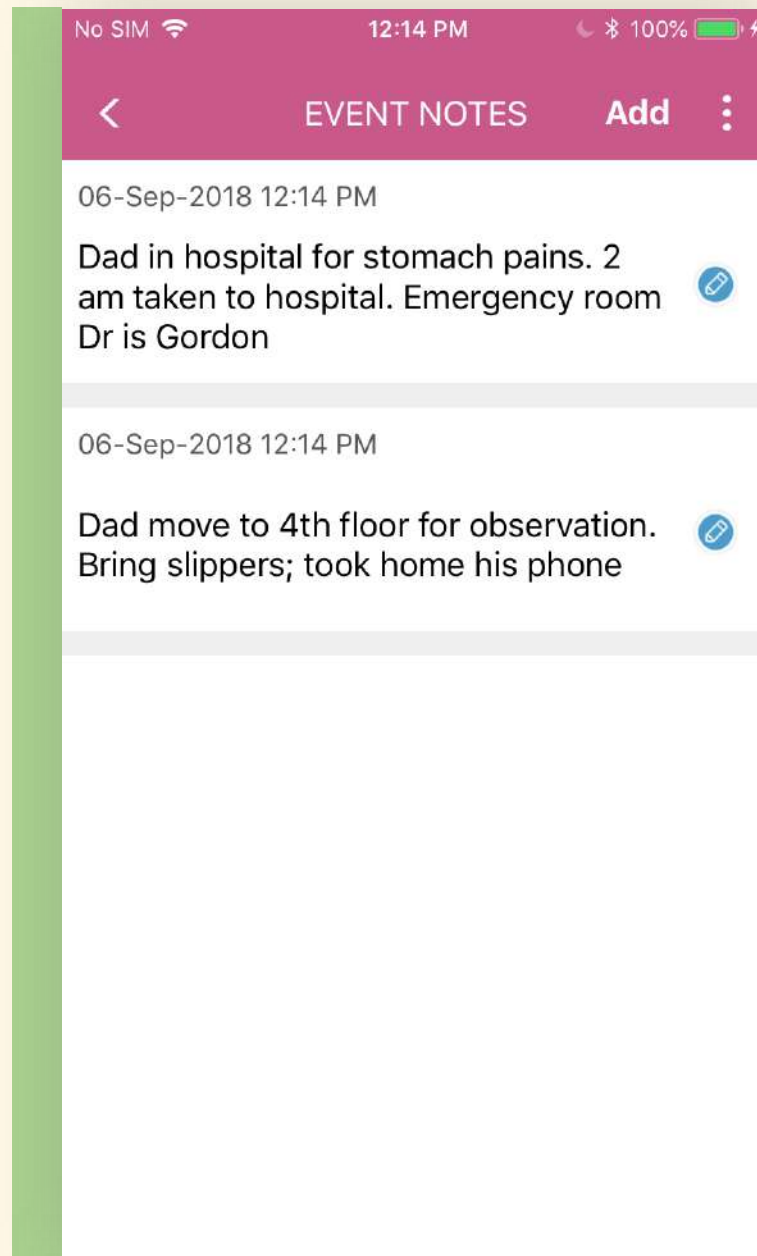 No SIM 12:14 PM 100%
EVENT NOTES Add
06-Sep-2018 12:14 PM
Dad in hospital for stomach pains. 2
am taken to hospital. Emergency room
Dr is Gordon
06-Sep-2018 12:14 PM
Dad move to 4th floor for observation.
Bring slippers; took home his phone